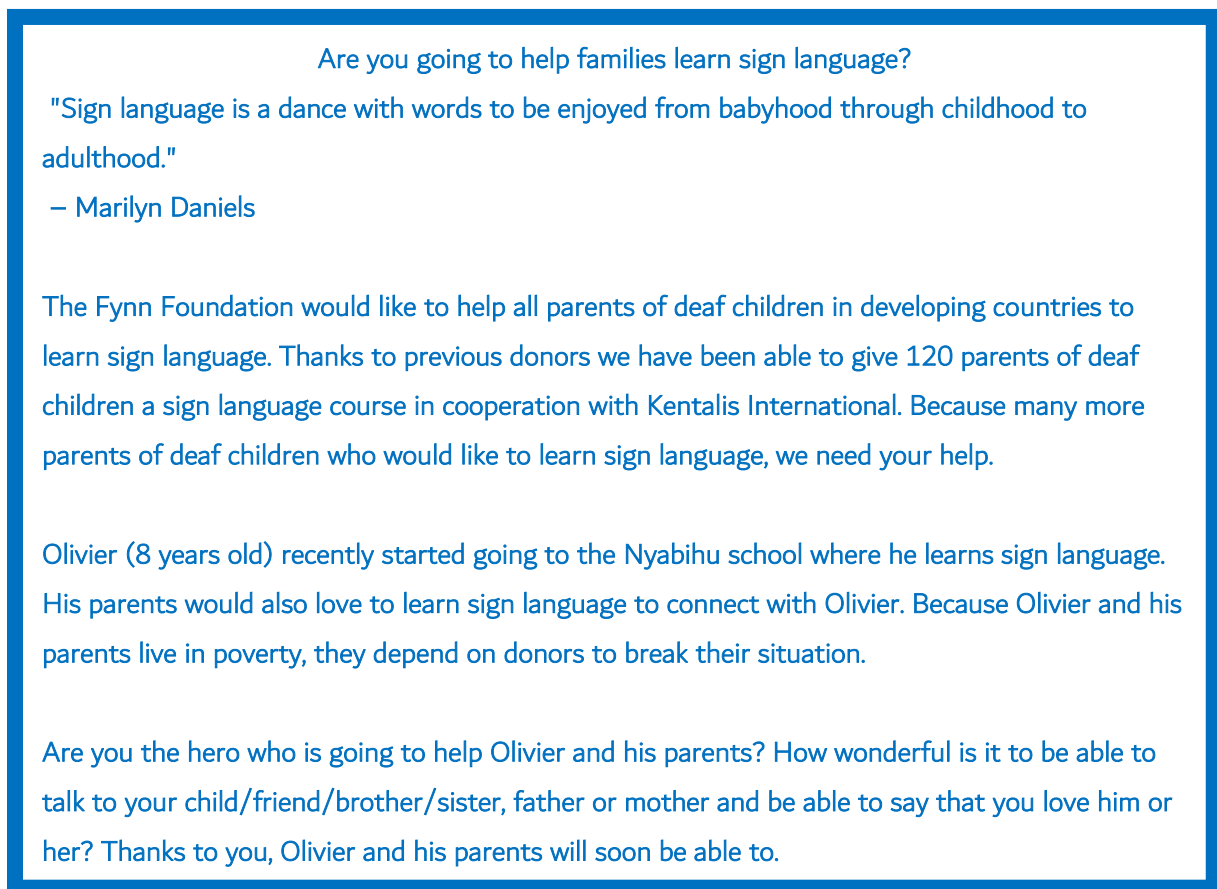 Are you going to help families learn sign language?
"Sign language is a dance with words to be enjoyed from babyhood through childhood to
adulthood."
– Marilyn Daniels
The Fynn Foundation would like to help all parents of deaf children in developing countries to
learn sign language. Thanks to previous donors we have been able to give 120 parents of deaf
children a sign language course in cooperation with Kentalis International. Because many more
parents of deaf children who would like to learn sign language, we need your help.
Olivier (8 years old) recently started going to the Nyabihu school where he learns sign language.
His parents would also love to learn sign language to connect with Olivier. Because Olivier and his
parents live in poverty, they depend on donors to break their situation.
Are you the hero who is going to help Olivier and his parents? How wonderful is it to be able to
talk to your child/friend/brother/sister, father or mother and be able to say that you love him or
her? Thanks to you, Olivier and his parents will soon be able to.